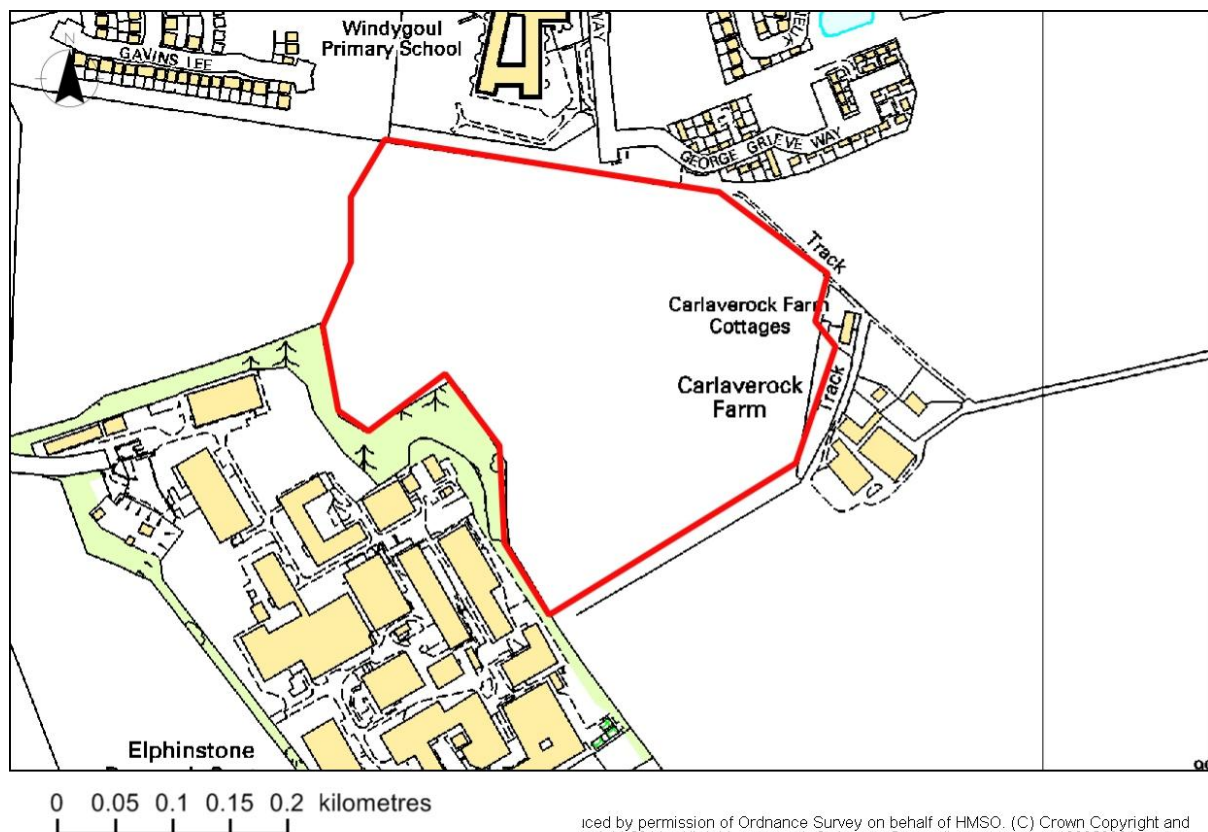 Windygoul
Primary School
GAVINS LEE
WAY
GEORGE GRIEVE WAY
N
Track
Carlaverock Farm
Cottages
Carlaverock
Farm
Track
Elphinstone
0 0.05 0.1 0.15 0.2 kilometres
uced by permission of Ordnance Survey on behalf of HMSO. (C) Crown Copyright and